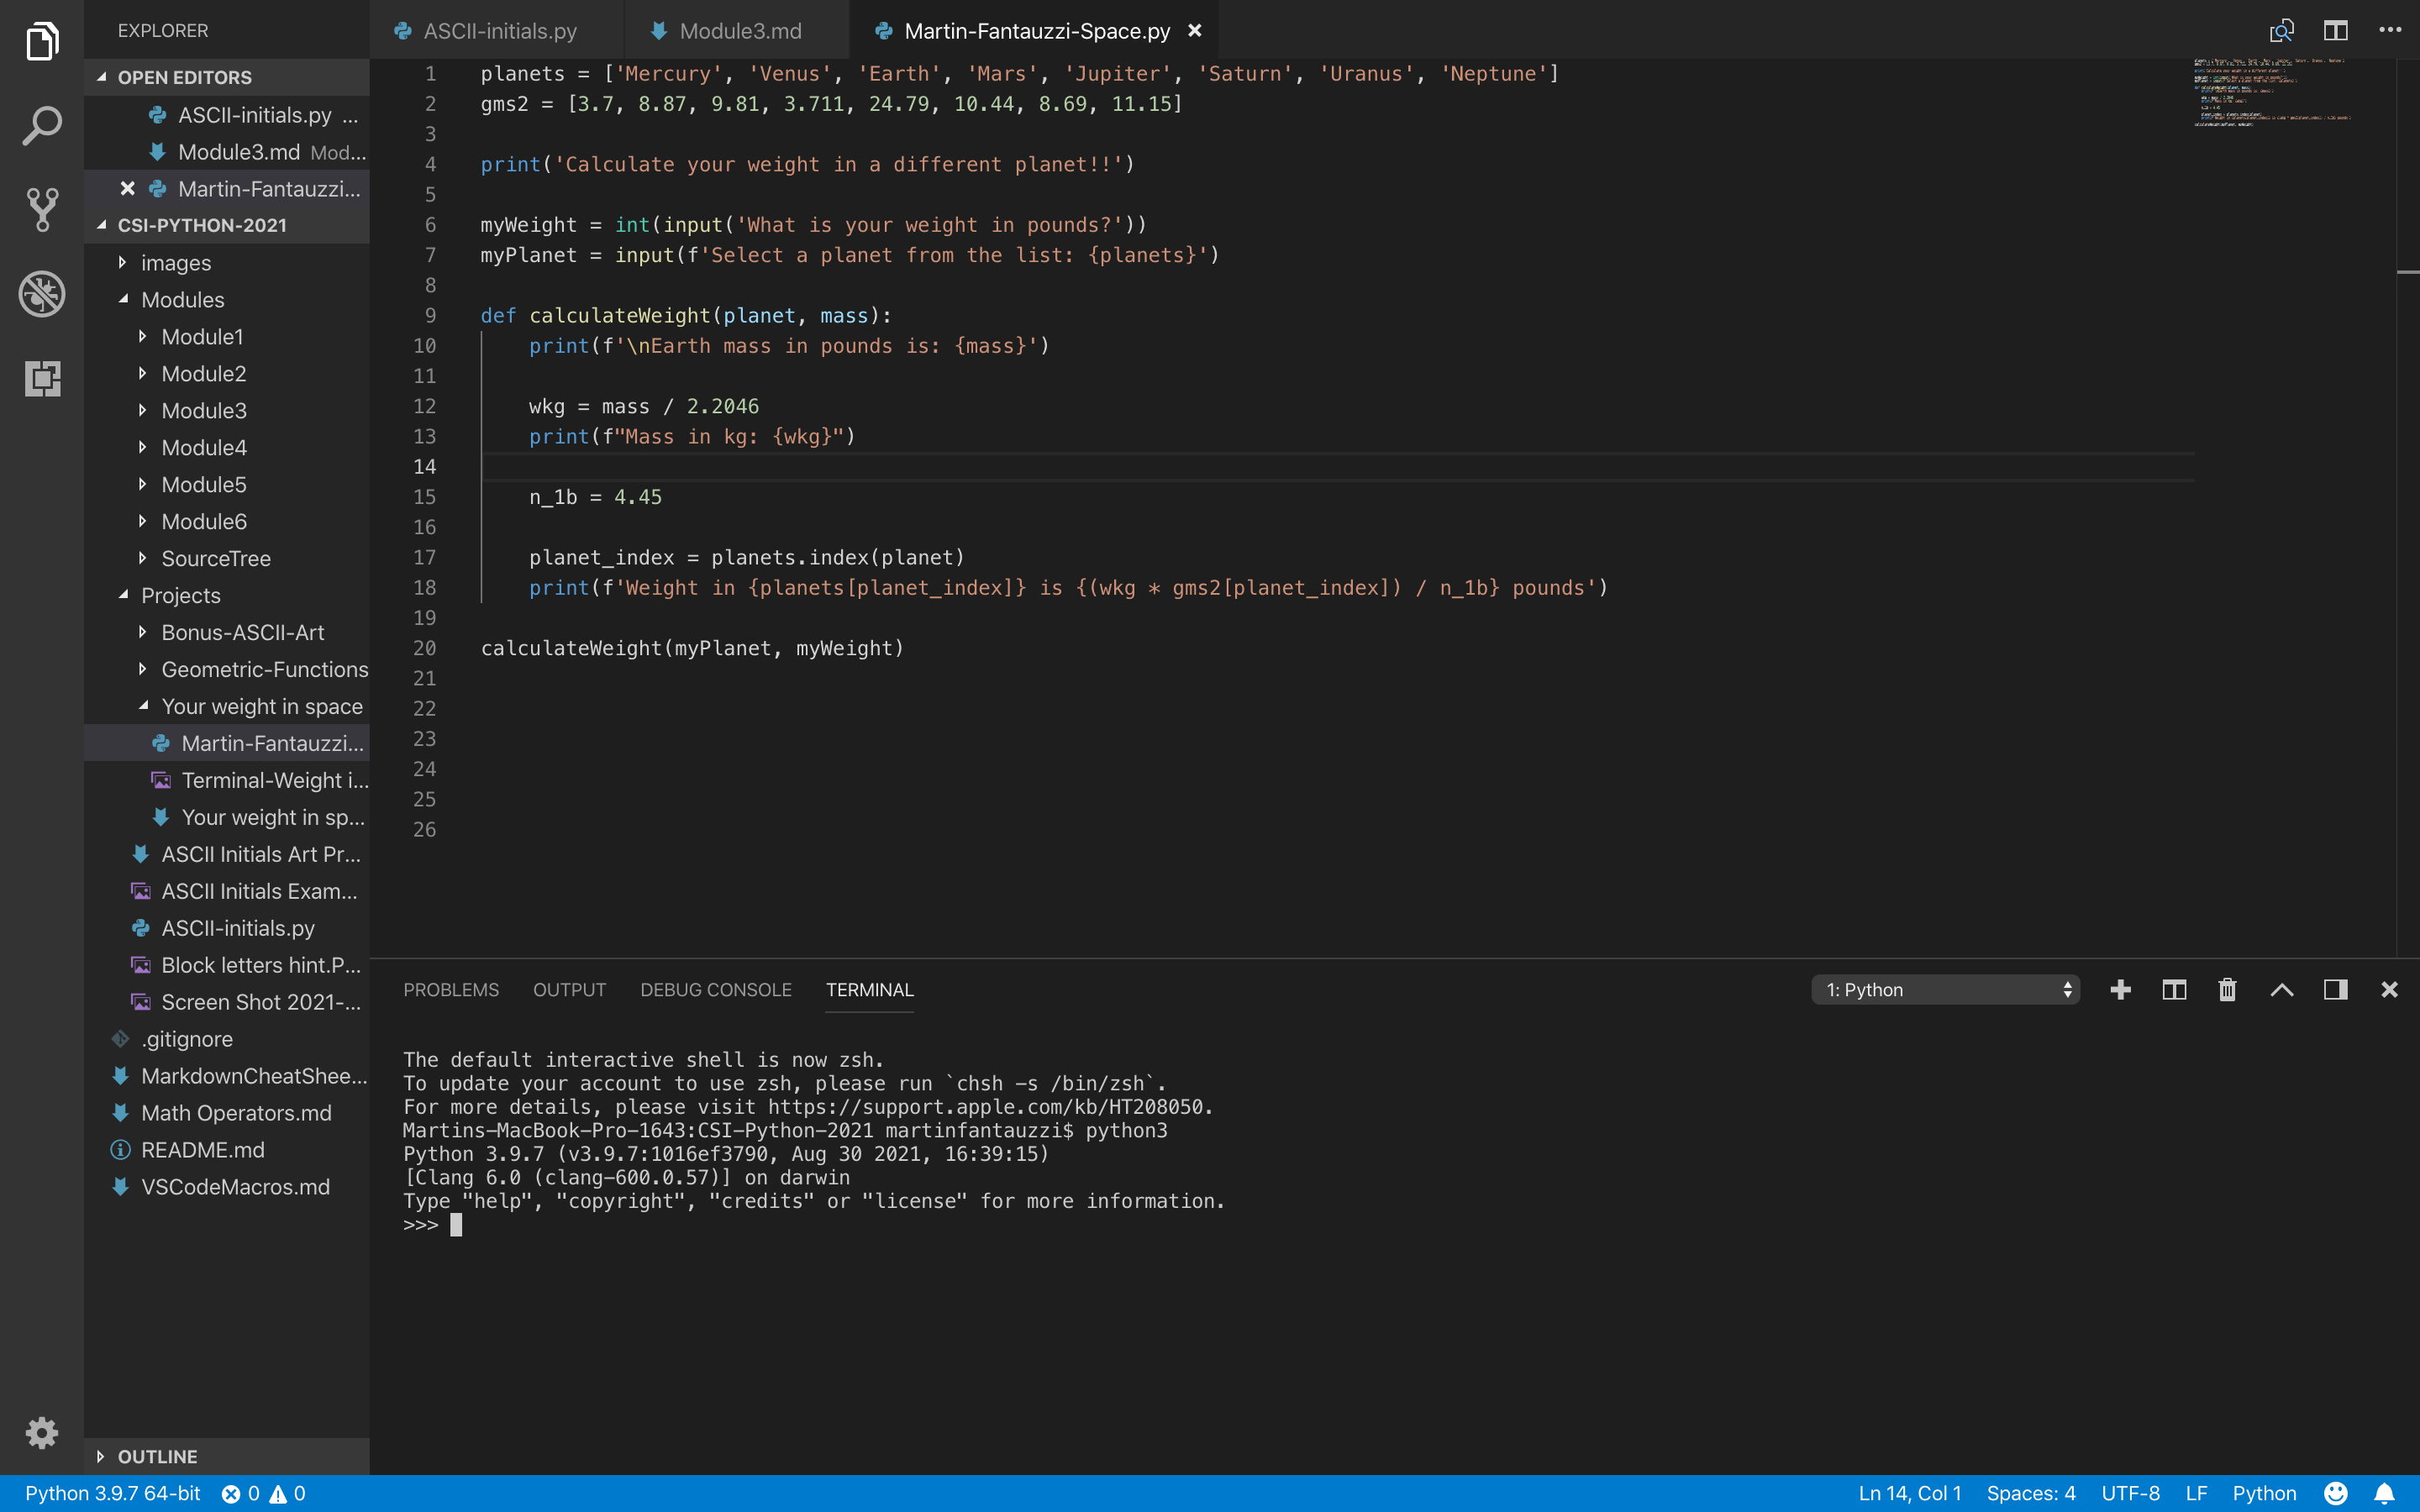 EXPLORER
OPEN EDITORS
ASCII-initials.py ...
Module3.md Mod...
Martin-Fantauzzi...
CSI-PYTHON-2021
images
Modules
Module1
Module2
Module3
Module4
Module5
Module6
SourceTree
Projects
Bonus-ASCII-Art
Geometric-Functions
Your weight in space
Martin-Fantauzzi...
Terminal-Weight i...
Your weight in sp...
ASCII Initials Art Pr...
ASCII Initials Exam...
ASCII-initials.py
Block letters hint.P...
Screen Shot 2021-...
.gitignore
MarkdownCheatShee...
Math Operators.md
README.md
VSCodeMacros.md
OUTLINE
ASCII-initials.py Module3.md Martin-Fantauzzi-Space.py
1 planets = ['Mercury', 'Venus', 'Earth', 'Mars', 'Jupiter', 'Saturn', 'Uranus', 'Neptune']
2 gms2 = [3.7, 8.87, 9.81, 3.711, 24.79, 10.44, 8.69, 11.15]
3
4 print('Calculate your weight in a different planet!!')
5
6 myWeight = int(input('What is your weight in pounds?'))
7 myPlanet = input(f'Select a planet from the list: {planets}')
8
9 def calculateWeight(planet, mass):
10 print(f'\nEarth mass in pounds is: {mass}')
11
12 wkg = mass / 2.2046
13 print(f"Mass in kg: {wkg}")
14
15 n_1b = 4.45
16
17 planet_index = planets.index(planet)
18 print(f'Weight in {planets[planet_index]} is {(wkg * gms2[planet_index]) / n_1b} pounds')
19
20 calculateWeight(myPlanet, myWeight)
21
22
23
24
25
26
PROBLEMS OUTPUT DEBUG CONSOLE TERMINAL 1: Python
The default interactive shell is now zsh.
To update your account to use zsh, please run `chsh -s /bin/zsh`.
For more details, please visit https://support.apple.com/kb/HT208050.
Martins-MacBook-Pro-1643:CSI-Python-2021 martinfantauzzi$ python3
Python 3.9.7 (v3.9.7:1016ef3790, Aug 30 2021, 16:39:15)
[Clang 6.0 (clang-600.0.57)] on darwin
Type "help", "copyright", "credits" or "license" for more information.
>>>
Python 3.9.7 64-bit 0 0 Ln 14, Col 1 Spaces: 4 UTF-8 LF Python